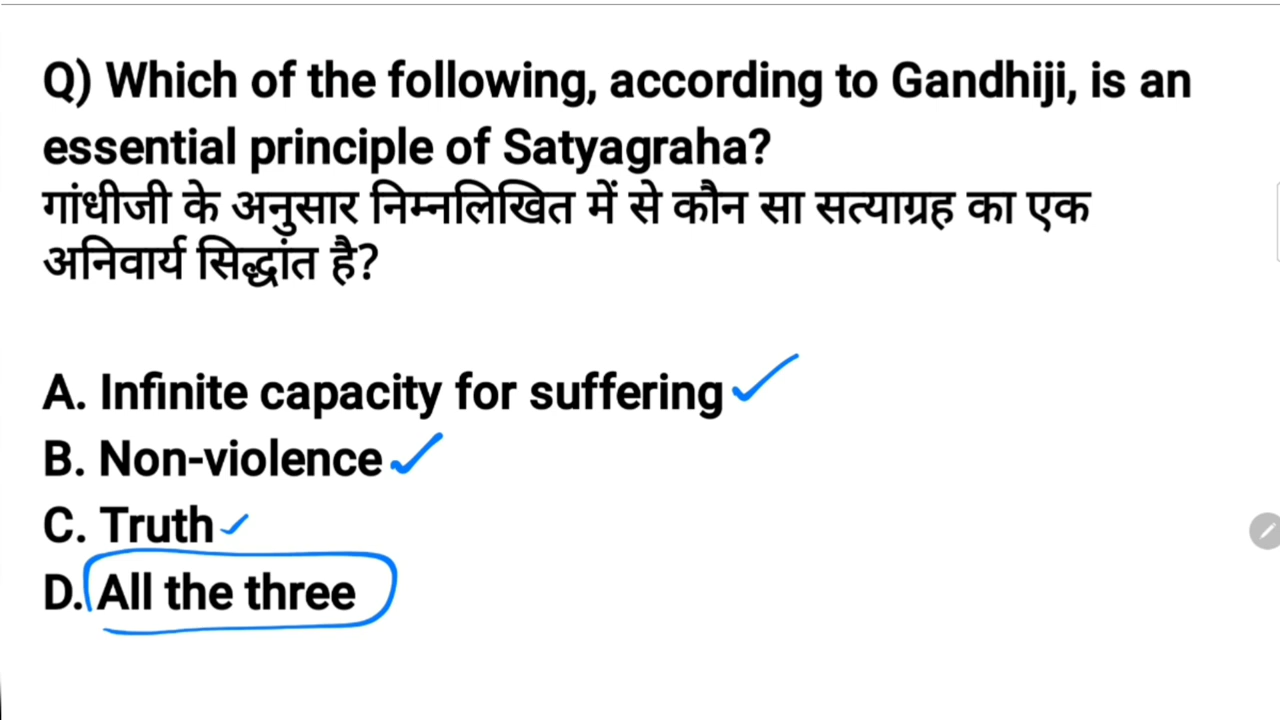 Q) Which of the following, according to Gandhiji, is an
essential principle of Satyagraha?
गांधीजी के अनुसार निम्नलिखित में से कौन सा सत्याग्रह का एक
अनिवार्य सिद्धांत है?
A. Infinite capacity for suffering
B. Non-violence
C. Truth
D. All the three